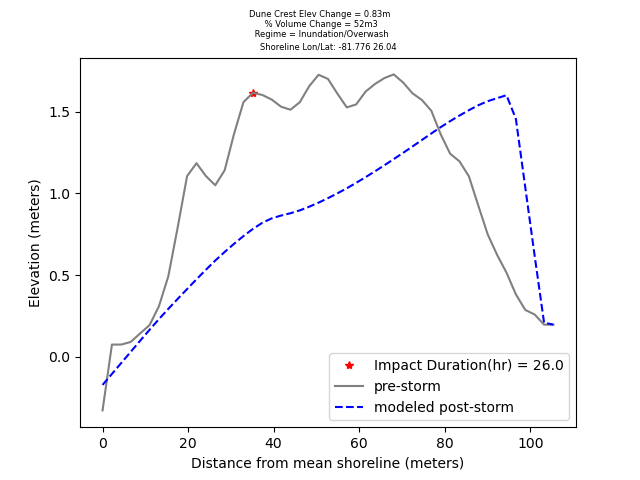 Dune Crest Elev Change = 0.83m
% Volume Change = 52m3
Regime = Inundation/Overwash
Shoreline Lon/Lat: -81.776 26.04
Elevation (meters)
1.5
1.0
0.5
0.0
Impact Duration(hr) = 26.0
pre-storm
modeled post-storm
0 20 40 60 80 100
Distance from mean shoreline (meters)